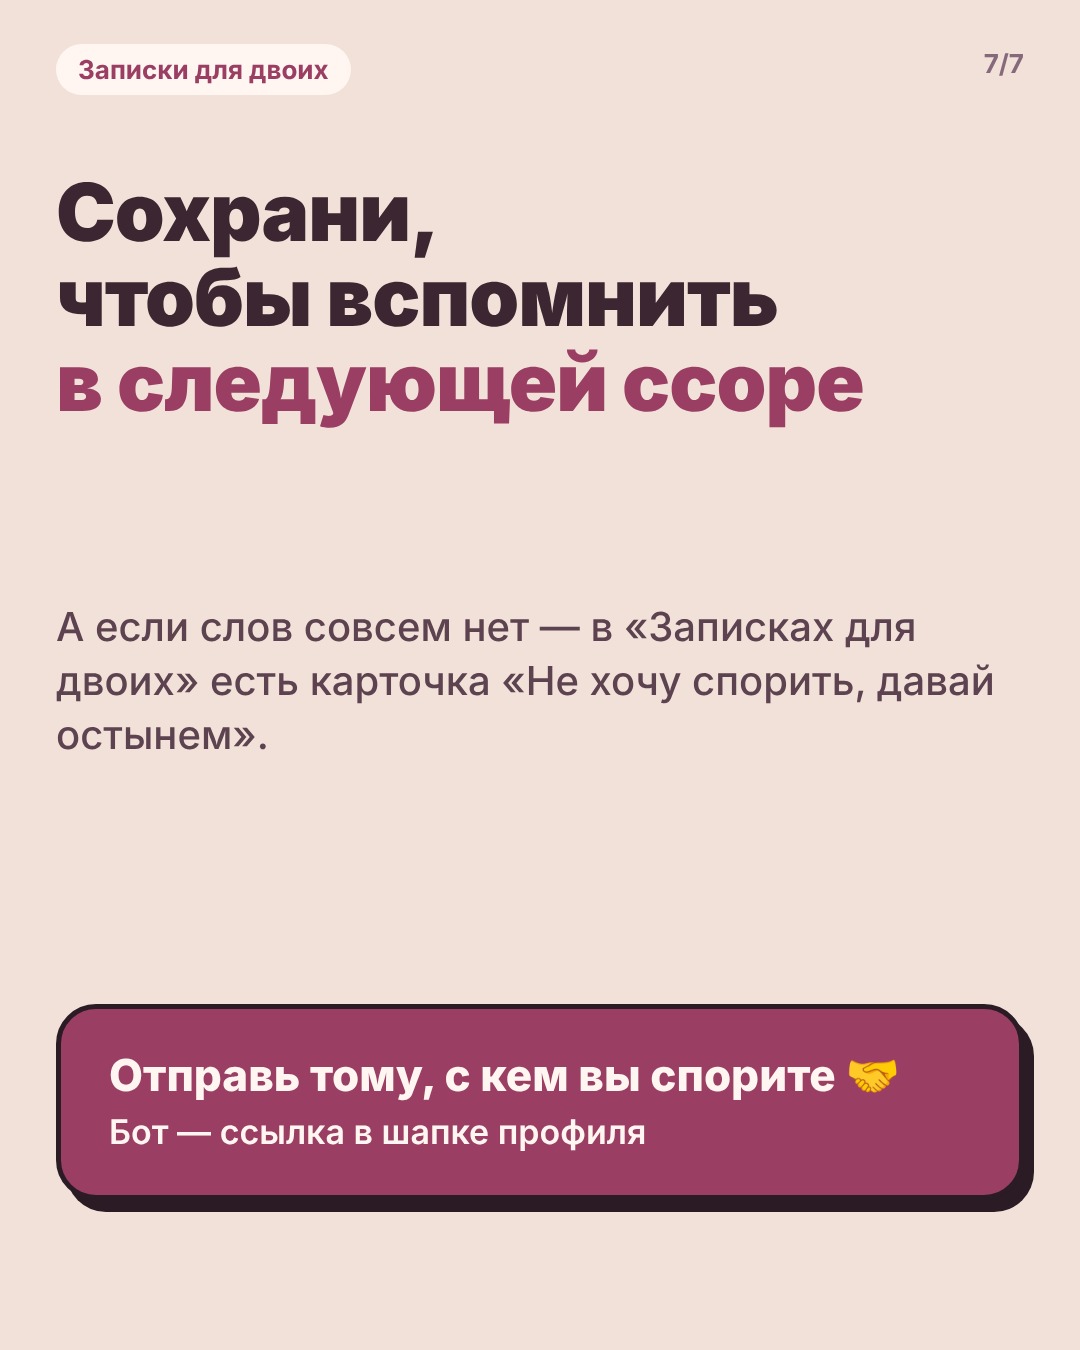 Записки для двоих
7/7
Сохрани,
чтобы вспомнить
в следующей ссоре
А если слов совсем нет — в «Записках для
двоих» есть карточка «Не хочу спорить, давай
остынем».
Отправь тому, с кем вы спорите 🤝
Бот — ссылка в шапке профиля